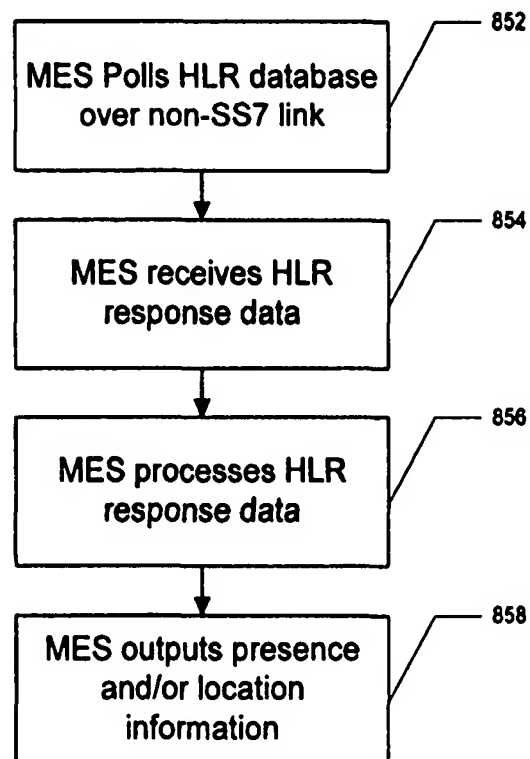 852
MES Polls HLR database
over non-SS7 link
854
MES receives HLR
response data
856
MES processes HLR
response data
858
MES outputs presence
and/or location
information